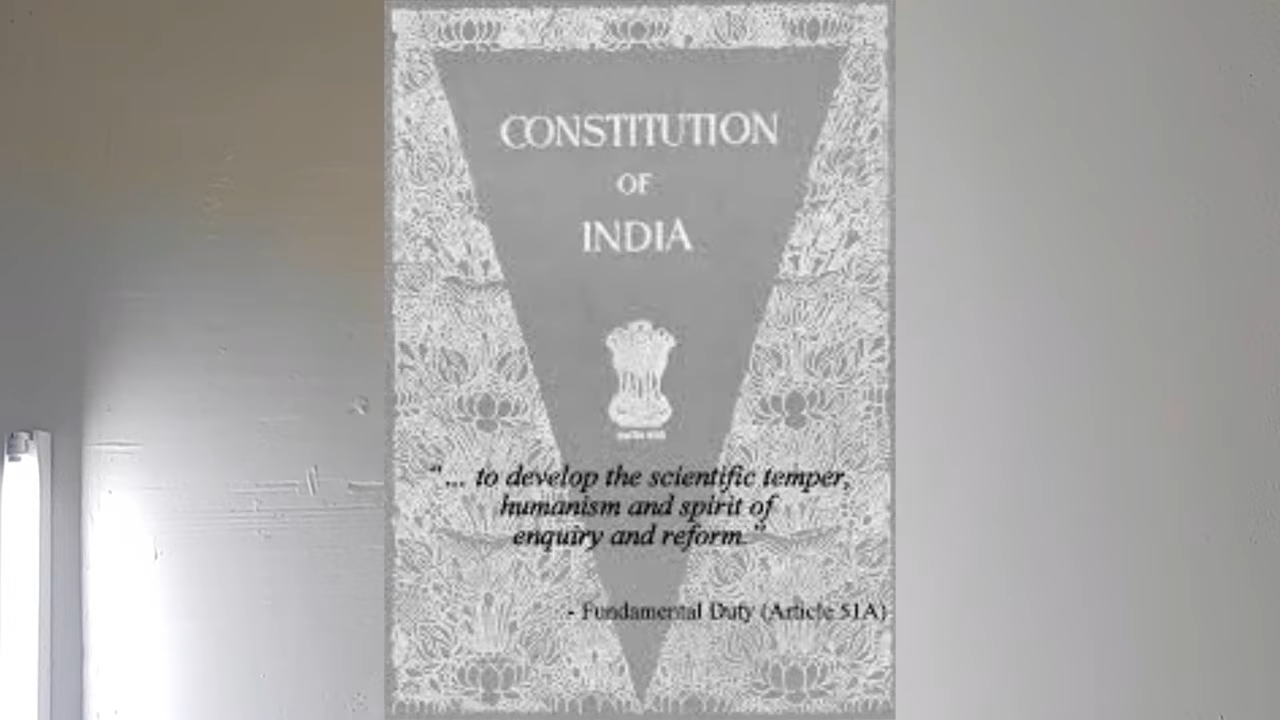 CONSTITUTION
OF
INDIA
“... to develop the scientific temper,
humanism and spirit of
enquiry and reform.”
- Fundamental Duty (Article 51A)